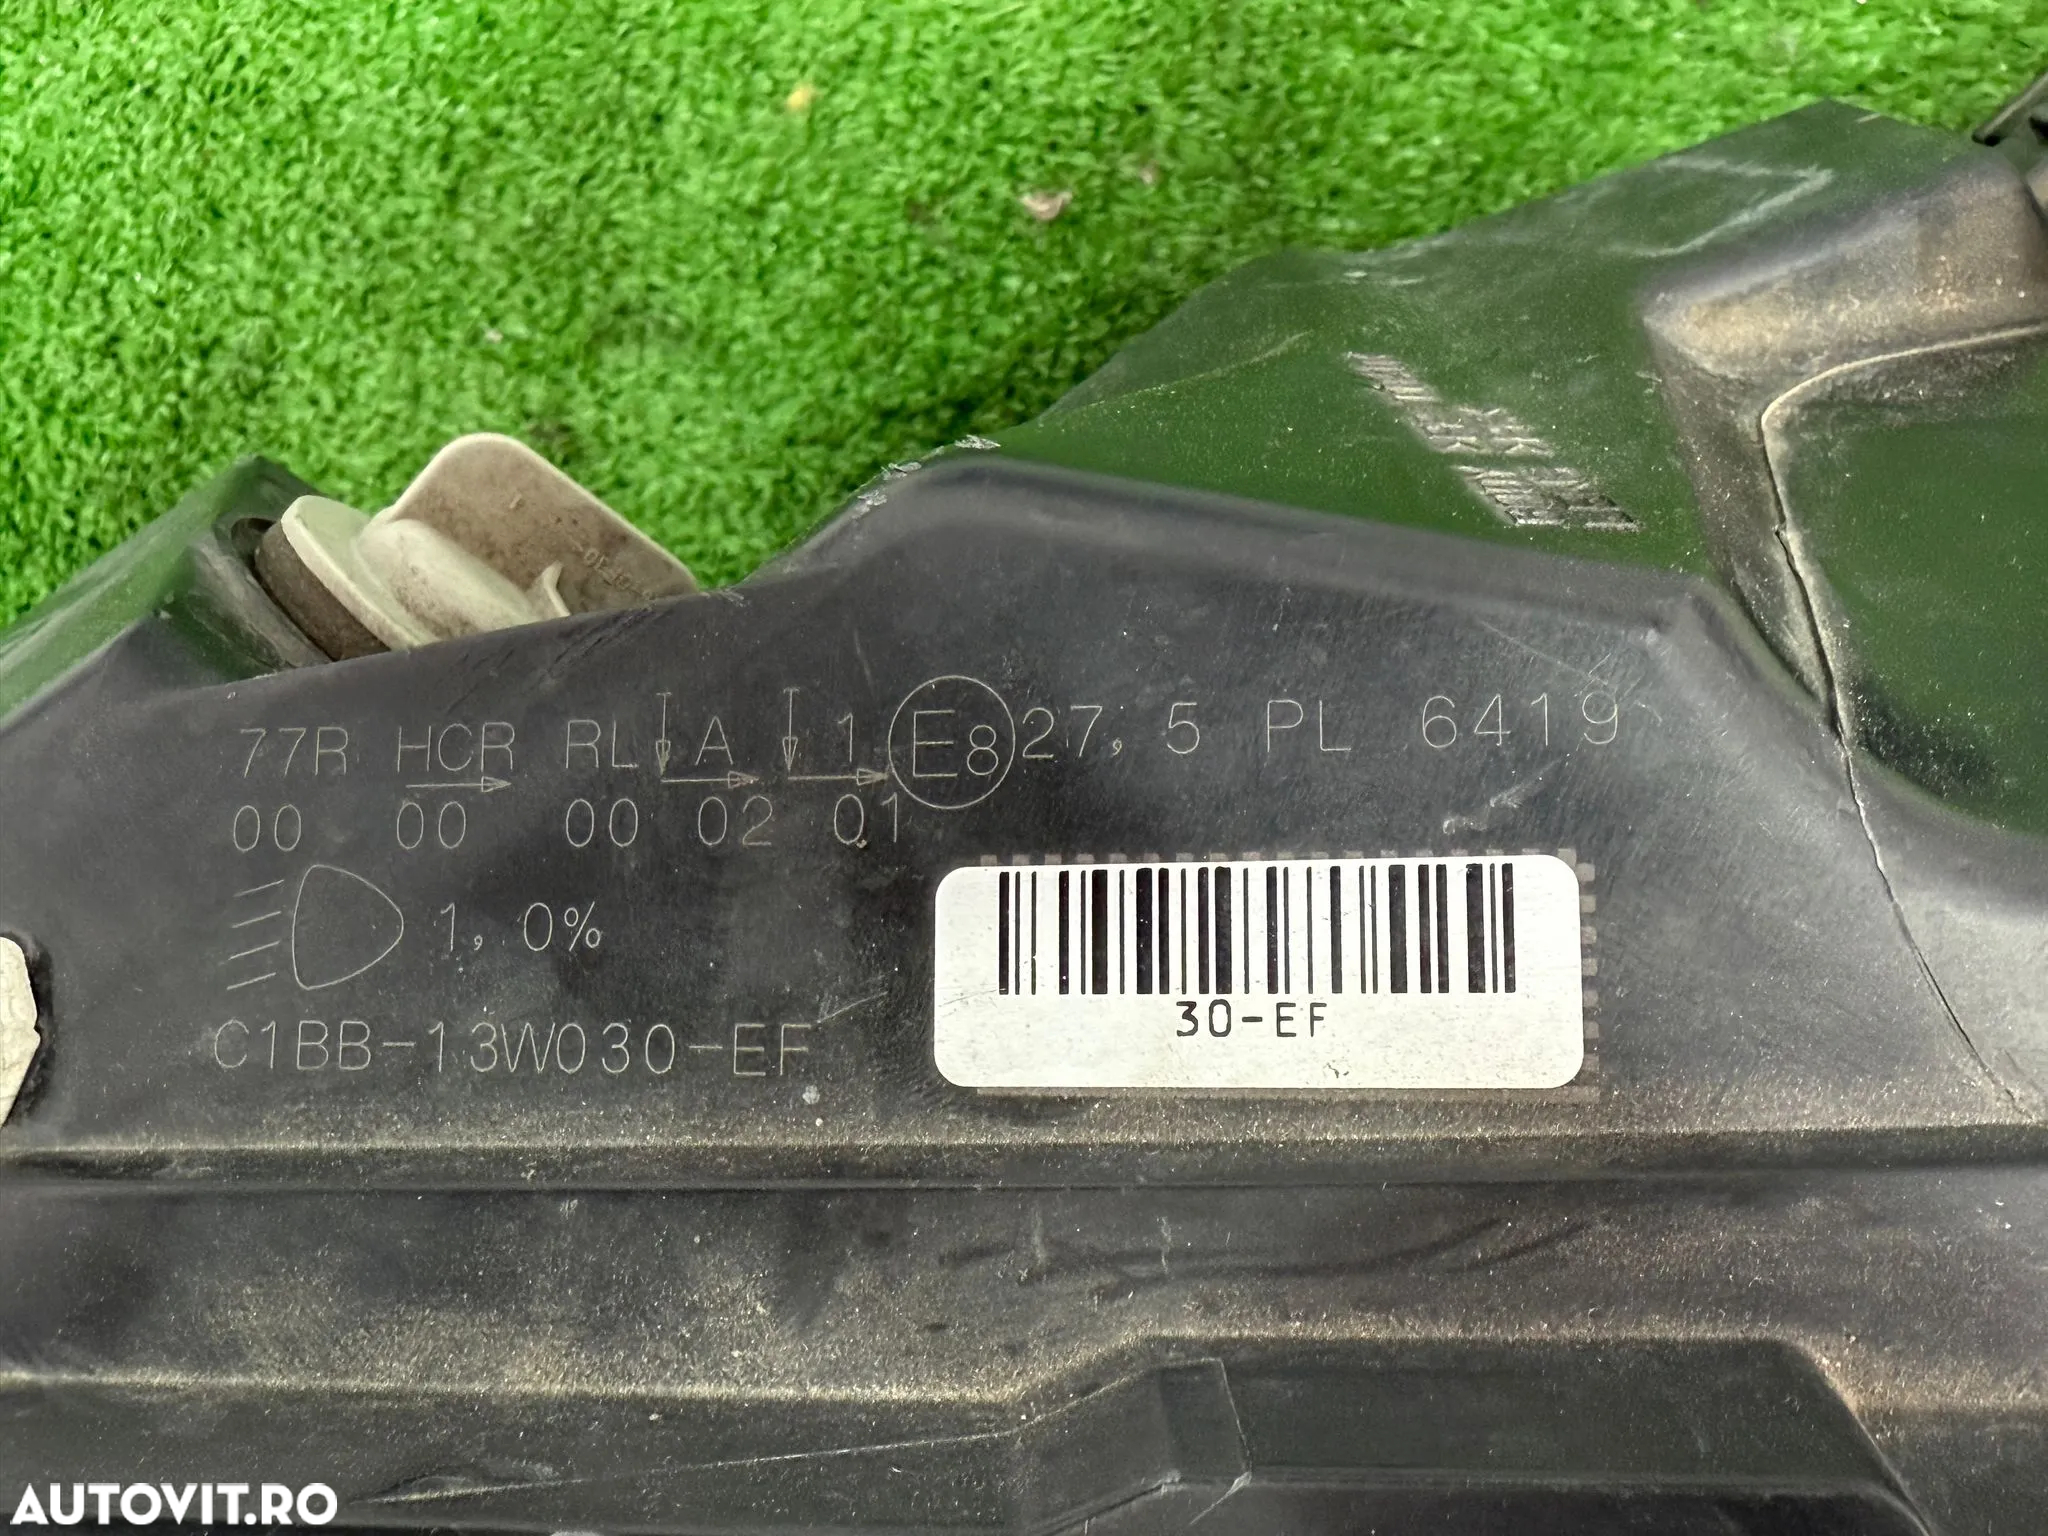 77R HCR RL A 1 E8 27,5 PL 6419
00 00 00 02 01
1,0%
C1BB-13W030-EF
30-EF
AUTOVIT.RO